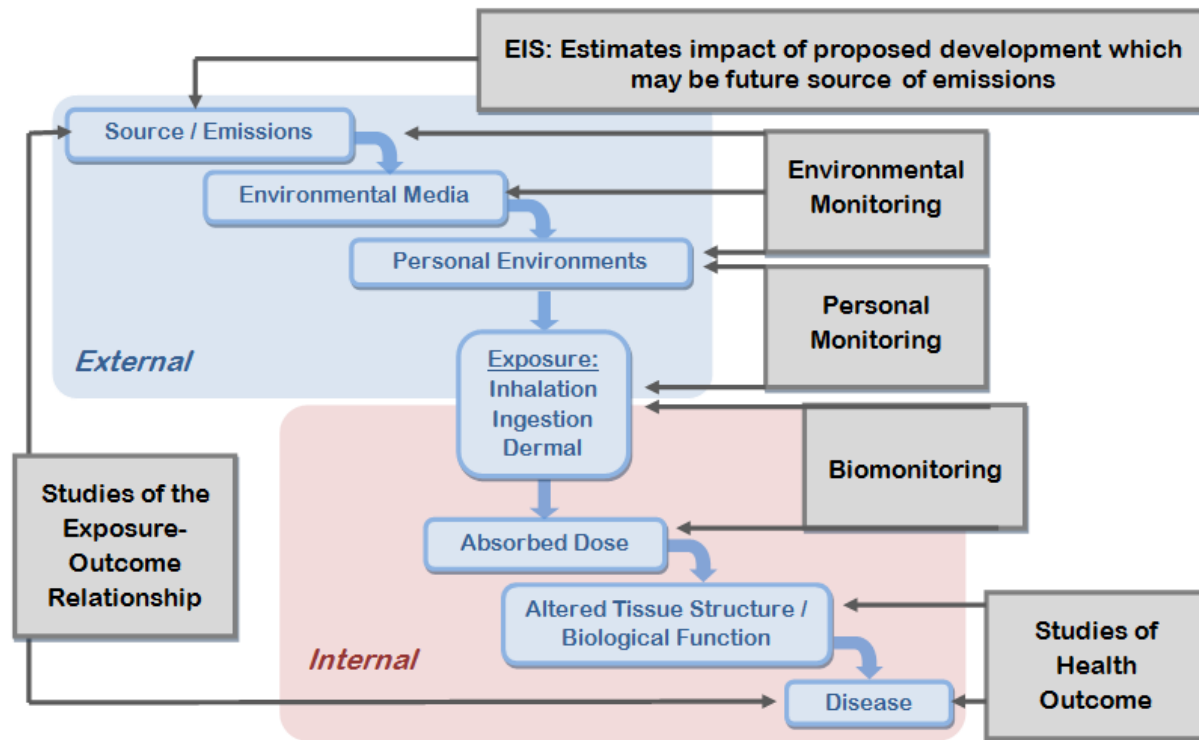 EIS: Estimates impact of proposed development which
may be future source of emissions
Source / Emissions
Environmental Media
Personal Environments
Environmental
Monitoring
Personal
Monitoring
External
Exposure:
Inhalation
Ingestion
Dermal
Biomonitoring
Studies of the
Exposure-
Outcome
Relationship
Absorbed Dose
Altered Tissue Structure /
Biological Function
Internal
Disease
Studies of
Health
Outcome